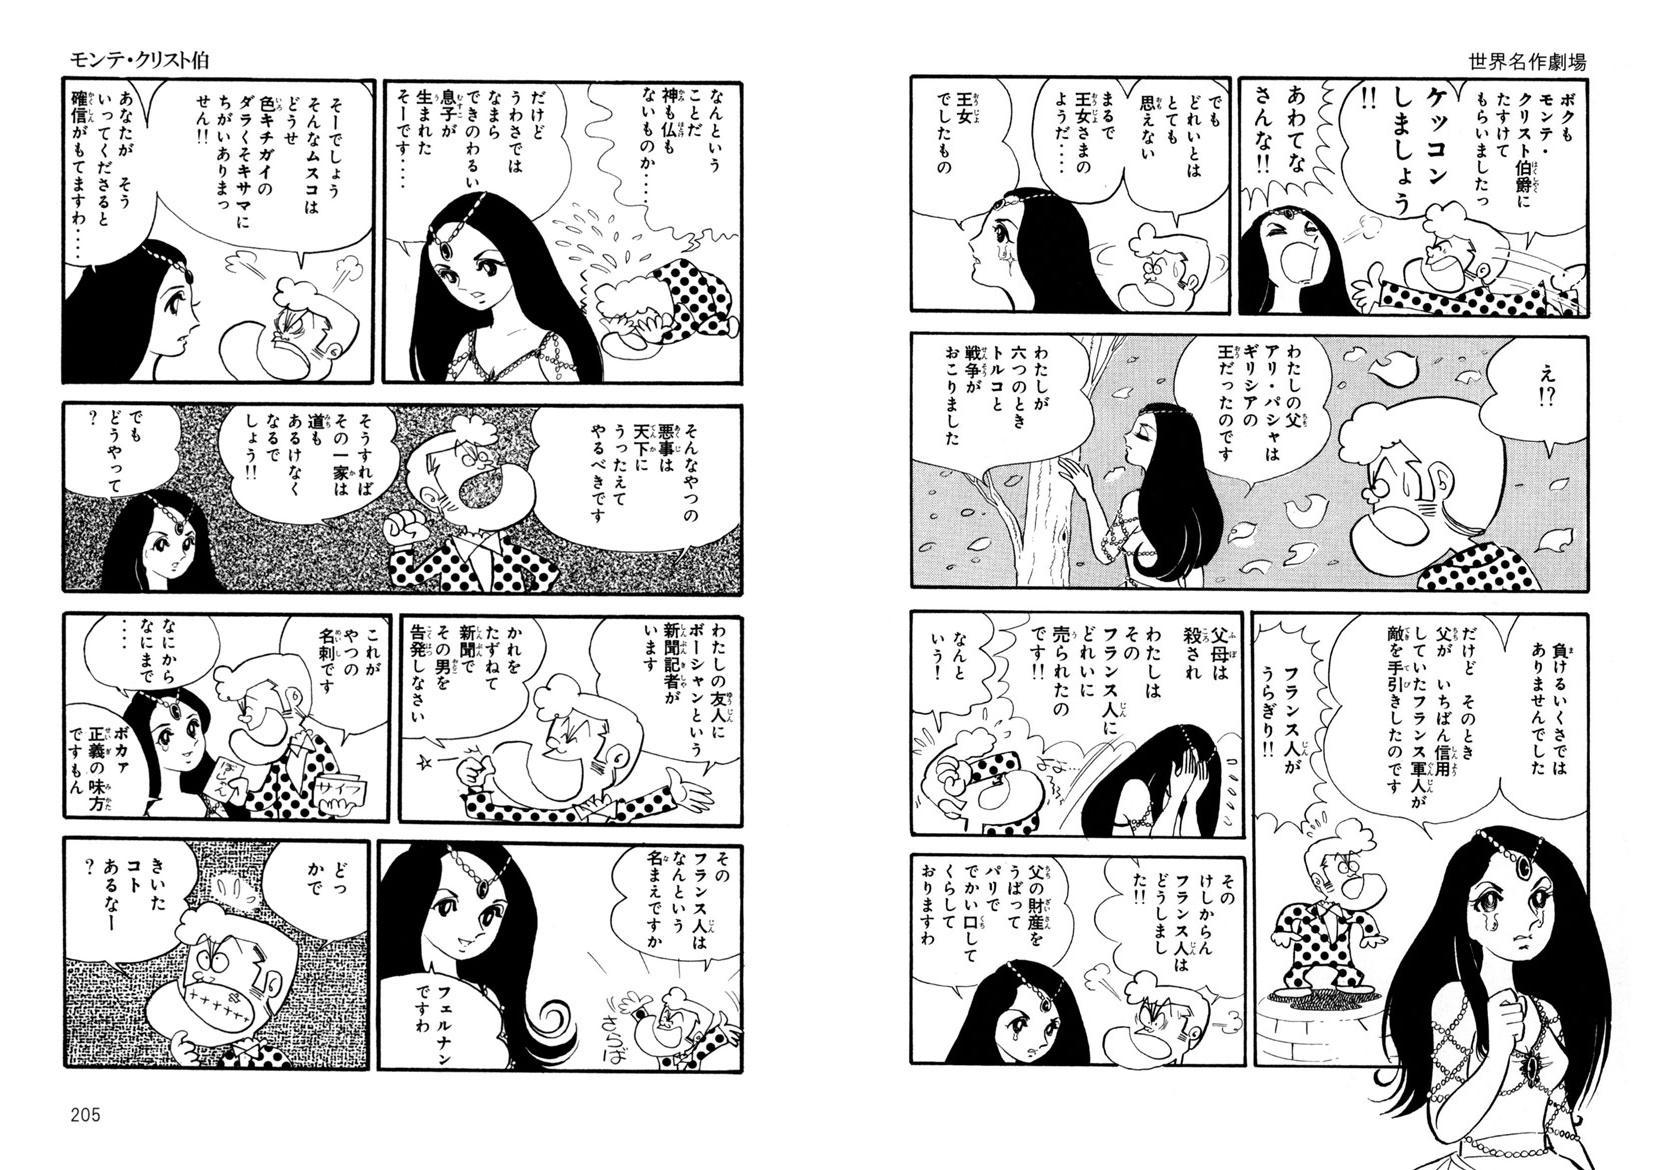 世界名作劇場
ボクも
モンテ・
クリスト伯爵に
たすけて
もらいましたっ
ケッコン
しましょう
!!
あわてな
さんな!!
でも
どれいとは
とても
思えない
まるで
王女さまの
ようだ‥‥
王女
でしたもの
え!?
わたしの父
アリ・パシャは
ギリシアの
王だったのです
わたしが
六つのとき
トルコと
戦争が
おこりました
負けるいくさでは
ありませんでした
だけど そのとき
父が いちばん信用
していたフランス軍人が
敵を手引きしたのです
フランス人が
うらぎり!!
父母は
殺され
わたしは
その
フランス人に
どれいに
売られたの
です!!
なんと
いう!
よよ…
その
けしからん
フランス人は
どうしまし
た!!
父の財産を
うばって
パリで
でかい口して
くらして
おりますわ
モンテ・クリスト伯
なんという
ことだ
神も仏も
ないものか‥‥
だけど
うわさでは
なまら
できのわるい
息子が
生まれた
そーです‥‥
そーでしょう
そんなムスコは
どうせ
色キチガイの
ダラくそキサマに
ちがいありまっ
せん!!
あなたが そう
いってくださると
確信がもてますわ‥‥
そんなやつの
悪事は
天下に
うったえて
やるべきです
そうすれば
その一家は
道も
あるけなく
なるで
しょう!!
でも
どうやって
?
わたしの友人に
ボーシャンという
新聞記者が
います
かれを
たずねて
新聞で
その男を
告発しなさい
これが
やつの
名刺です
なにから
なにまで
‥‥
ボカァ
正義の味方
ですもん
サイフ
その
フランス人は
なんという
名まえですか
フェルナン
ですわ
さらば
どっ
かで
きいた
コト
あるなー
?
205